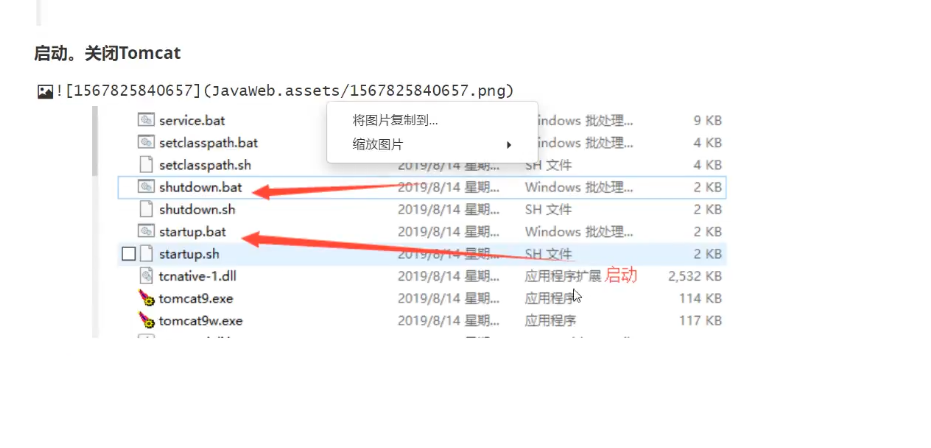 启动。关闭Tomcat
![1567825840657](JavaWeb.assets/1567825840657.png)
将图片复制到...
缩放图片
service.bat Windows 批处理... 9 KB
setclasspath.bat Windows 批处理... 4 KB
setclasspath.sh 2019/8/14 星期... SH 文件 4 KB
shutdown.bat 2019/8/14 星期... Windows 批处理... 2 KB
shutdown.sh 2019/8/14 星期... SH 文件 2 KB
startup.bat 2019/8/14 星期... Windows 批处理... 2 KB
startup.sh 2019/8/14 星期... SH 文件 2 KB
tcnative-1.dll 2019/8/14 星期... 应用程序扩展 启动 2,532 KB
tomcat9.exe 2019/8/14 星期... 应用程序 114 KB
tomcat9w.exe 2019/8/14 星期... 应用程序 117 KB